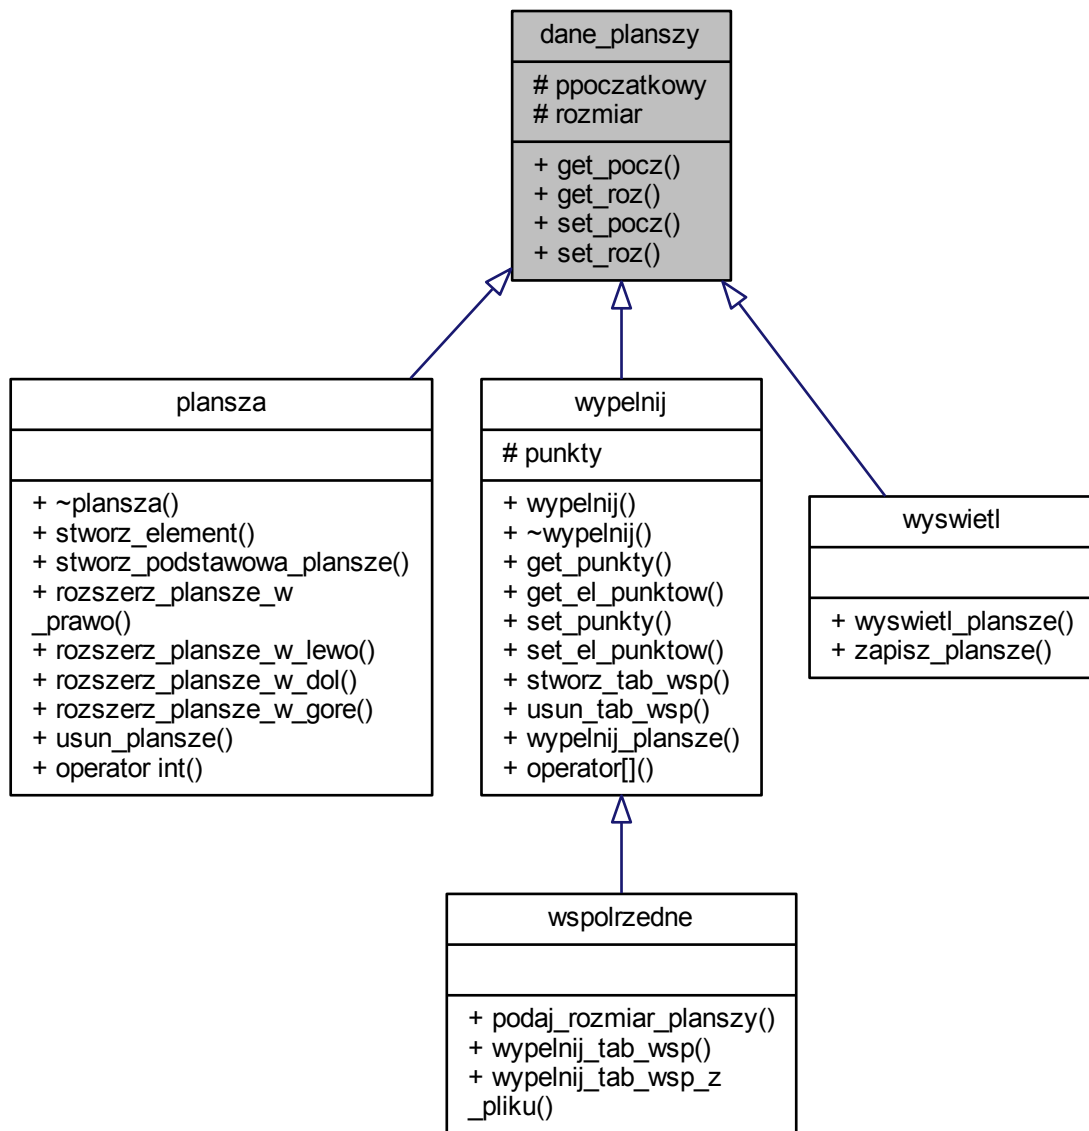 dane_planszy
# ppoczatkowy
# rozmiar
+ get_pocz()
+ get_roz()
+ set_pocz()
+ set_roz()
plansza
+ ~plansza()
+ stworz_element()
+ stworz_podstawowa_plansze()
+ rozszerz_plansze_w
_prawo()
+ rozszerz_plansze_w_lewo()
+ rozszerz_plansze_w_dol()
+ rozszerz_plansze_w_gore()
+ usun_plansze()
+ operator int()
wypelnij
# punkty
+ wypelnij()
+ ~wypelnij()
+ get_punkty()
+ get_el_punktow()
+ set_punkty()
+ set_el_punktow()
+ stworz_tab_wsp()
+ usun_tab_wsp()
+ wypelnij_plansze()
+ operator[]()
wyswietl
+ wyswietl_plansze()
+ zapisz_plansze()
wspolrzedne
+ podaj_rozmiar_planszy()
+ wypelnij_tab_wsp()
+ wypelnij_tab_wsp_z
_pliku()